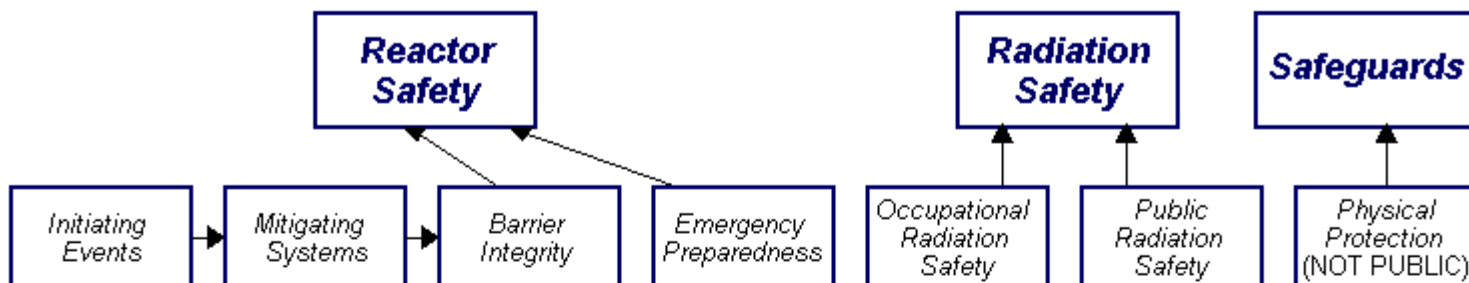 Reactor
Safety
Radiation
Safety
Safeguards
Initiating
Events
Mitigating
Systems
Barrier
Integrity
Emergency
Preparedness
Occupational
Radiation
Safety
Public
Radiation
Safety
Physical
Protection
(NOT PUBLIC)